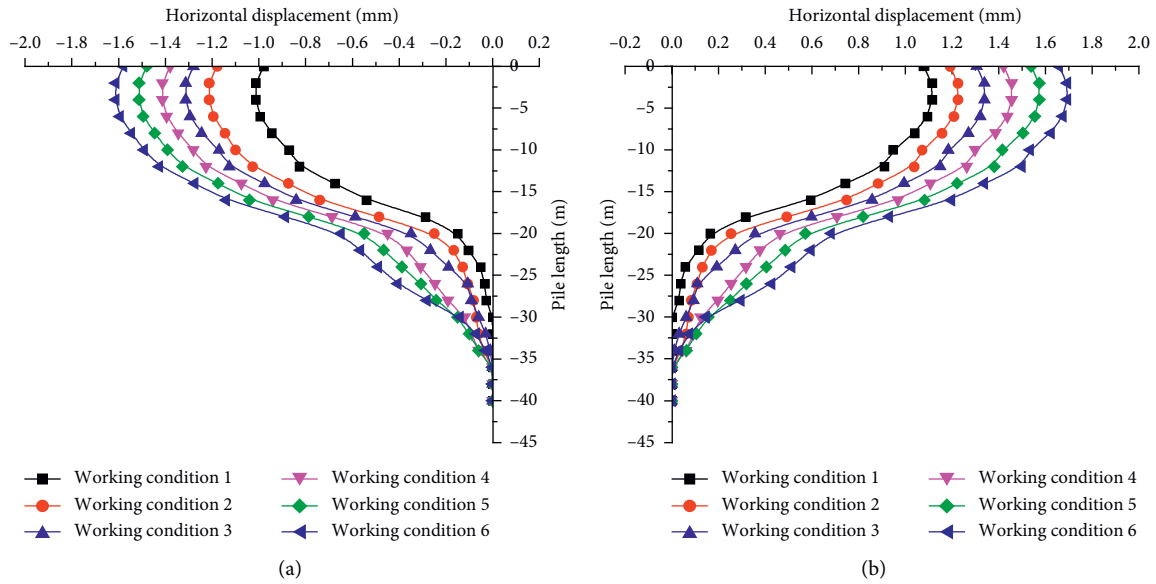 Horizontal displacement (mm)
−2.0 −1.8 −1.6 −1.4 −1.2 −1.0 −0.8 −0.6 −0.4 −0.2 0.0 0.2
0
−5
−10
−15
−20
−25
−30
−35
−40
−45
Pile length (m)
Working condition 1
Working condition 2
Working condition 3
Working condition 4
Working condition 5
Working condition 6
(a)
Horizontal displacement (mm)
−0.2 0.0 0.2 0.4 0.6 0.8 1.0 1.2 1.4 1.6 1.8 2.0
0
−5
−10
−15
−20
−25
−30
−35
−40
−45
Pile length (m)
Working condition 1
Working condition 2
Working condition 3
Working condition 4
Working condition 5
Working condition 6
(b)